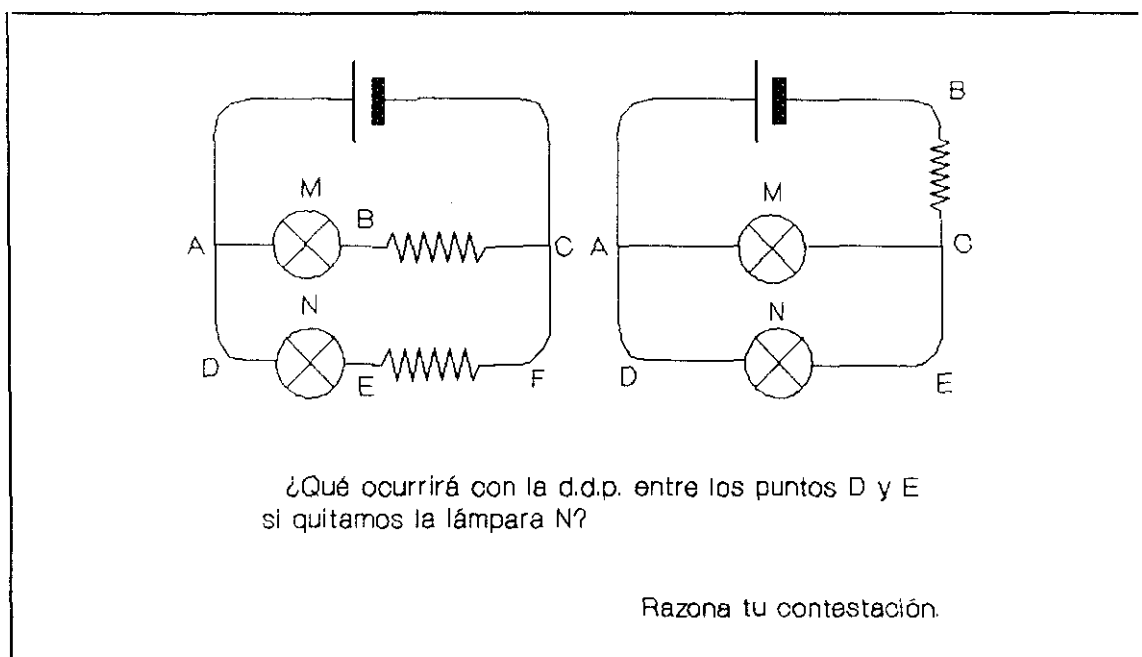 M
B
A
C
N
D
E
F
B
M
A
C
N
D
E
¿Qué ocurrirá con la d.d.p. entre los puntos D y E
si quitamos la lámpara N?
Razona tu contestación.